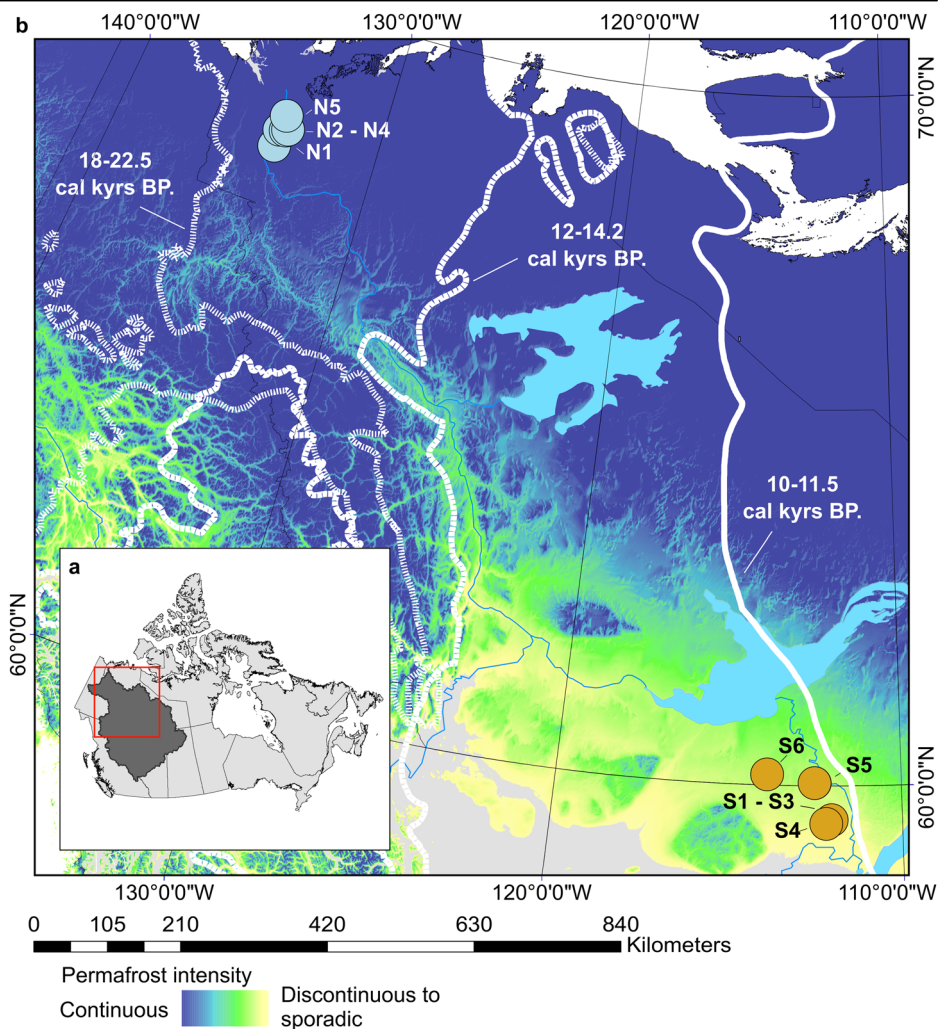 b
140°0'0"W
130°0'0"W
120°0'0"W
110°0'0"W
70°0'0"N
N5
N2 - N4
N1
18-22.5
cal kyrs BP.
12-14.2
cal kyrs BP.
10-11.5
cal kyrs BP.
60°0'0"N
a
S6
S5
S1 - S3
S4
60°0'0"N
130°0'0"W
120°0'0"W
110°0'0"W
0
105
210
420
630
840
Kilometers
Permafrost intensity
Continuous
Discontinuous to
sporadic